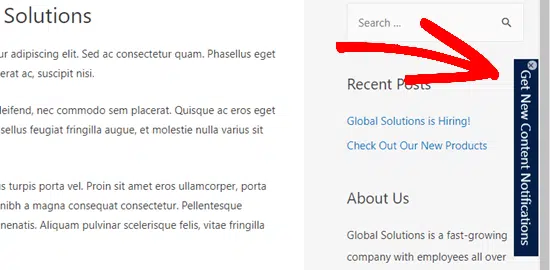 Solutions
ur adipiscing elit. Sed ac consectetur quam. Phasellus eget
erat ac, suscipit nisi.
leifend, nec commodo sem placerat. Quisque ac eros eget
sellus feugiat fringilla augue, et molestie nulla varius sit
us turpis porta vel. Proin sit amet eros ullamcorper, porta
nibh a magna consequat consectetur. Pellentesque
nenatis. Aliquam pulvinar scelerisque felis, vitae fringilla
Search ...
Recent Posts
Global Solutions is Hiring!
Check Out Our New Products
About Us
Global Solutions is a fast-growing
company with employees all over
Get New Content Notifications